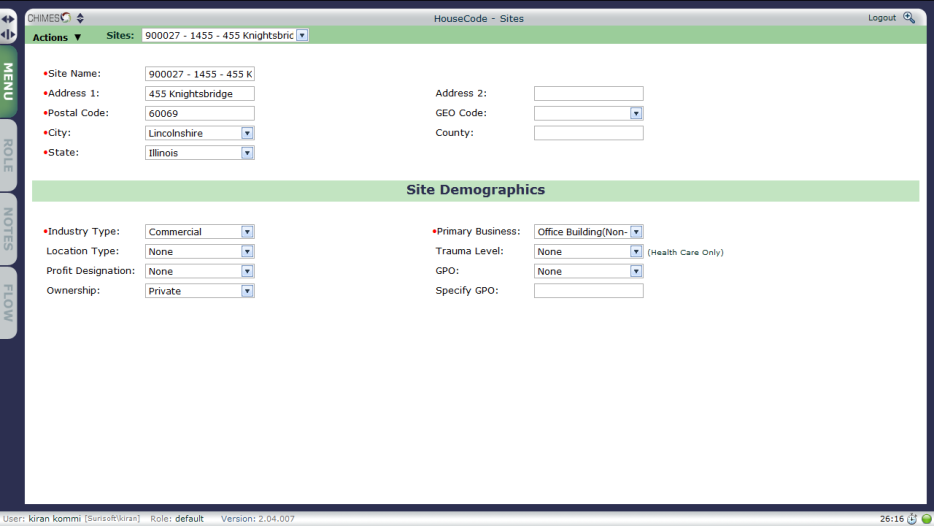 CHIMES HouseCode - Sites Logout
Actions ▼ Sites: 900027 - 1455 - 455 Knightsbric
MENU
ROLE
NOTES
FLOW
•Site Name: 900027 - 1455 - 455 K
•Address 1: 455 Knightsbridge Address 2:
•Postal Code: 60069 GEO Code:
•City: Lincolnshire County:
•State: Illinois
Site Demographics
•Industry Type: Commercial •Primary Business: Office Building(Non-
Location Type: None Trauma Level: None (Health Care Only)
Profit Designation: None GPO: None
Ownership: Private Specify GPO:
User: kiran kommi [Sunsoft\kiran] Role: default Version: 2.04.007 26:16